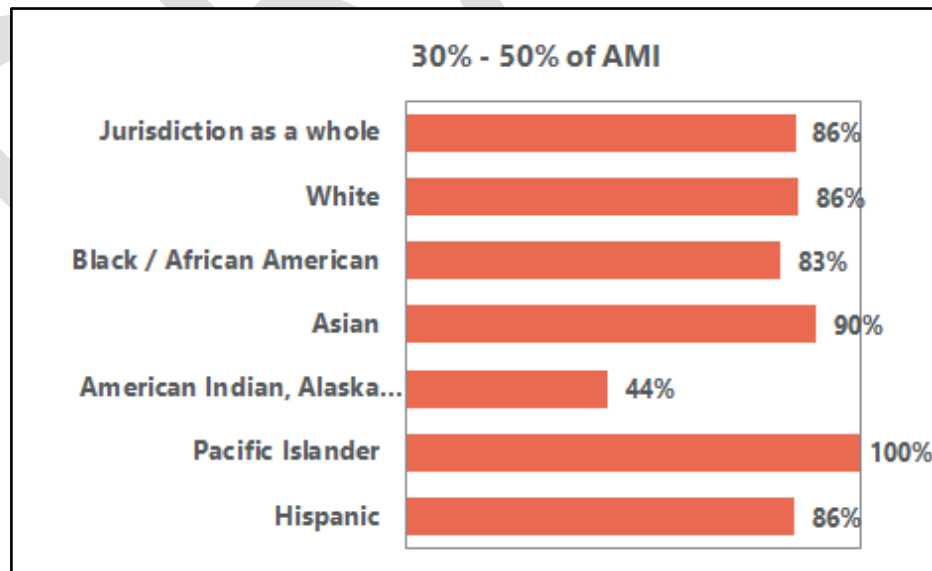 30% - 50% of AMI
Jurisdiction as a whole 86%
White 86%
Black / African American 83%
Asian 90%
American Indian, Alaska... 44%
Pacific Islander 100%
Hispanic 86%